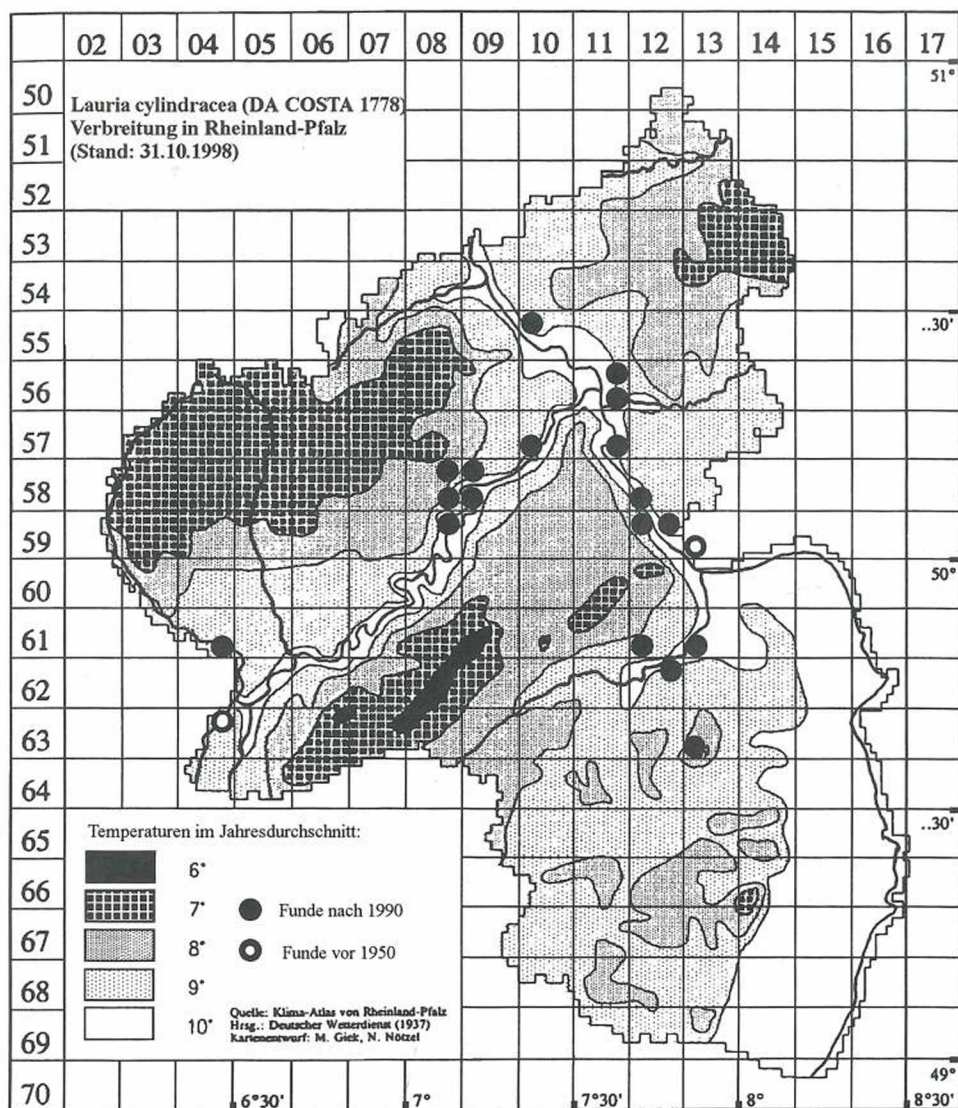 02 03 04 05 06 07 08 09 10 11 12 13 14 15 16 17
51°
50
Lauria cylindracea (DA COSTA 1778)
Verbreitung in Rheinland-Pfalz
51
(Stand: 31.10.1998)
52
53
54
..30'
55
56
57
58
59
50°
60
61
62
63
64
..30'
Temperaturen im Jahresdurchschnitt:
65
6°
66
7°
Funde nach 1990
67
8°
Funde vor 1950
68
9°
10°
Quelle: Klima-Atlas von Rheinland-Pfalz
Hrsg.: Deutscher Wetterdienst (1937)
Kartenentwurf: M. Giek, N. Nötzel
69
49°
70
6°30' 7° 7°30' 8° 8°30'